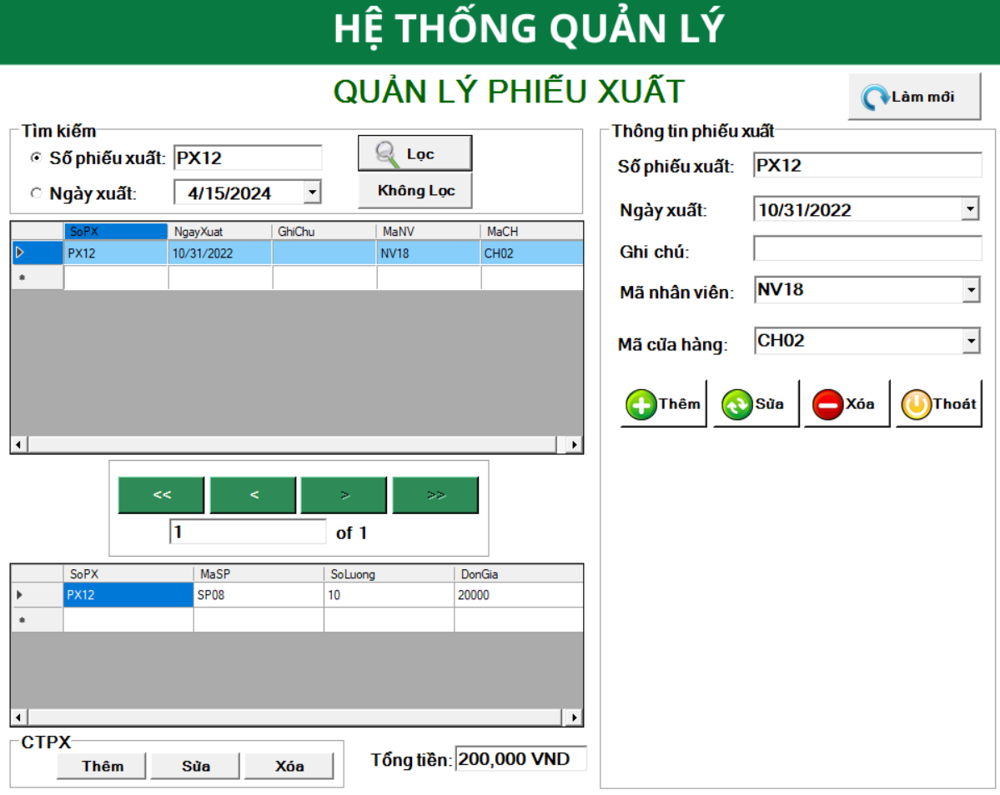 HỆ THỐNG QUẢN LÝ
QUẢN LÝ PHIẾU XUẤT
Làm mới
Tìm kiếm
Số phiếu xuất: PX12
Lọc
Ngày xuất: 4/15/2024
Không Lọc
SoPX NgayXuat GhiChu MaNV MaCH
PX12 10/31/2022 NV18 CH02
<< < > >>
1 of 1
SoPX MaSP SoLuong DonGia
PX12 SP08 10 20000
CTPX
Thêm Sửa Xóa
Tổng tiền: 200,000 VND
Thông tin phiếu xuất
Số phiếu xuất: PX12
Ngày xuất: 10/31/2022
Ghi chú:
Mã nhân viên: NV18
Mã cửa hàng: CH02
Thêm Sửa Xóa Thoát